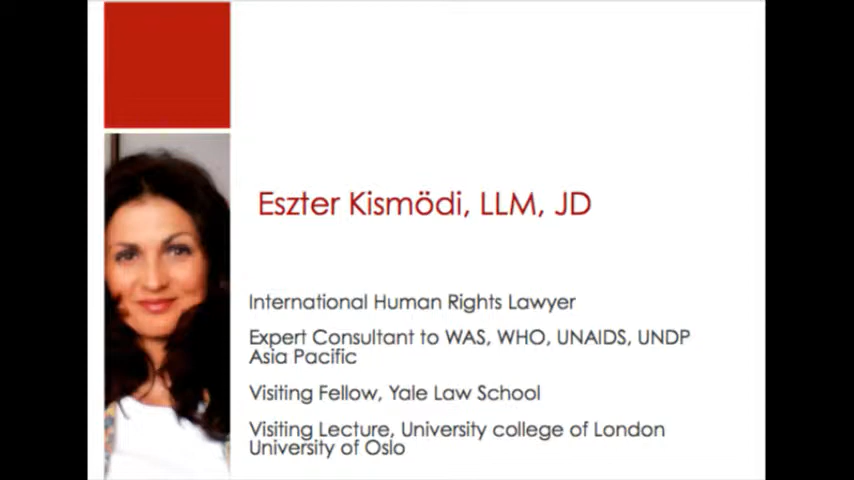 Eszter Kismödi, LLM, JD
International Human Rights Lawyer
Expert Consultant to WAS, WHO, UNAIDS, UNDP
Asia Pacific
Visiting Fellow, Yale Law School
Visiting Lecture, University college of London
University of Oslo